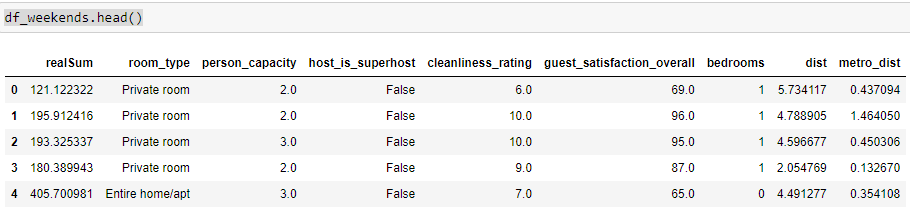 df_weekends.head()
realSum room_type person_capacity host_is_superhost cleanliness_rating guest_satisfaction_overall bedrooms dist metro_dist
0 121.122322 Private room 2.0 False 6.0 69.0 1 5.734117 0.437094
1 195.912416 Private room 2.0 False 10.0 96.0 1 4.788905 1.464050
2 193.325337 Private room 3.0 False 10.0 95.0 1 4.596677 0.450306
3 180.389943 Private room 2.0 False 9.0 87.0 1 2.054769 0.132670
4 405.700981 Entire home/apt 3.0 False 7.0 65.0 0 4.491277 0.354108